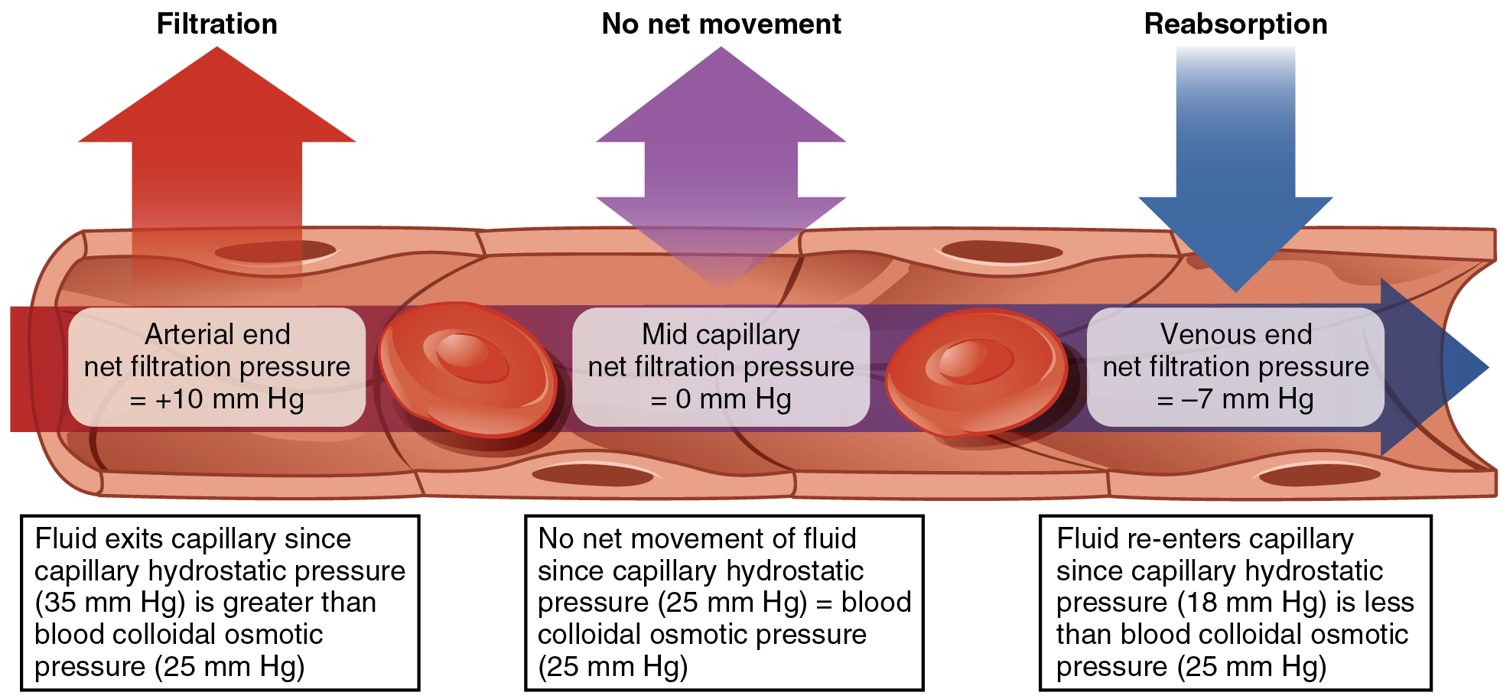 Filtration
No net movement
Reabsorption
Arterial end
net filtration pressure
= +10 mm Hg
Mid capillary
net filtration pressure
= 0 mm Hg
Venous end
net filtration pressure
= –7 mm Hg
Fluid exits capillary since
capillary hydrostatic pressure
(35 mm Hg) is greater than
blood colloidal osmotic
pressure (25 mm Hg)
No net movement of fluid
since capillary hydrostatic
pressure (25 mm Hg) = blood
colloidal osmotic pressure
(25 mm Hg)
Fluid re-enters capillary
since capillary hydrostatic
pressure (18 mm Hg) is less
than blood colloidal osmotic
pressure (25 mm Hg)